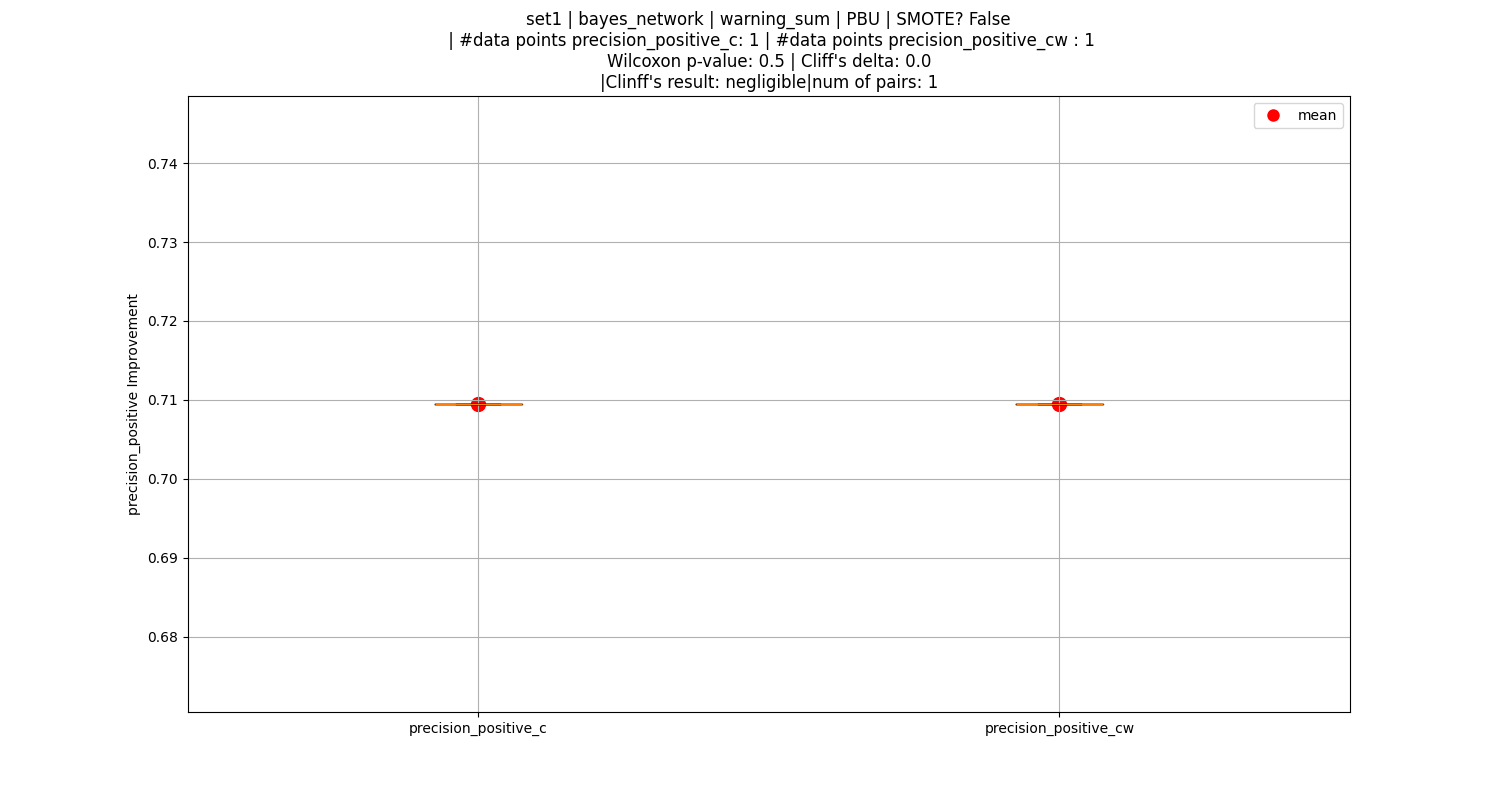 set1 | bayes_network | warning_sum | PBU | SMOTE? False
| #data points precision_positive_c: 1 | #data points precision_positive_cw : 1
Wilcoxon p-value: 0.5 | Cliff's delta: 0.0
|Clinff's result: negligible|num of pairs: 1
mean
0.74
0.73
0.72
0.71
0.70
0.69
0.68
precision_positive Improvement
precision_positive_c
precision_positive_cw